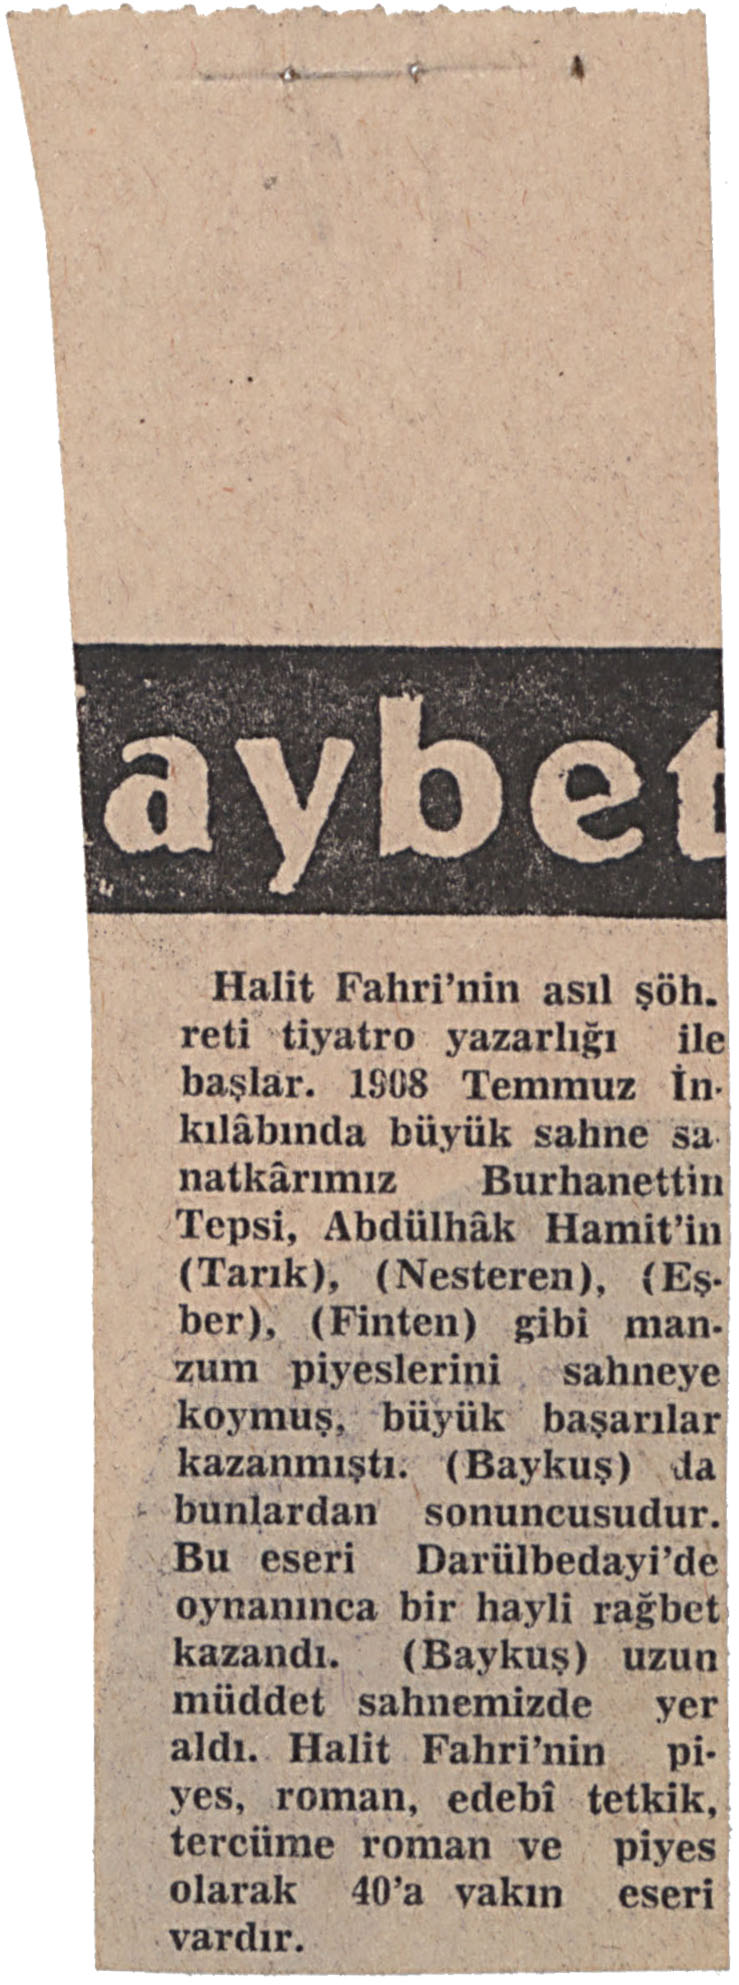 aybet
Halit Fahri'nin asıl şöh-
reti tiyatro yazarlığı ile
başlar. 1908 Temmuz İn-
kılâbında büyük sahne sa-
natkârımız Burhanettin
Tepsi, Abdülhâk Hamit'in
(Tarık), (Nesteren), (Eş-
ber), (Finten) gibi man-
zum piyeslerini sahneye
koymuş, büyük başarılar
kazanmıştı. (Baykuş) da
bunlardan sonuncusudur.
Bu eseri Darülbedayi'de
oynanınca bir hayli rağbet
kazandı. (Baykuş) uzun
müddet sahnemizde yer
aldı. Halit Fahri'nin pi-
yes, roman, edebî tetkik,
tercüme roman ve piyes
olarak 40'a yakın eseri
vardır.